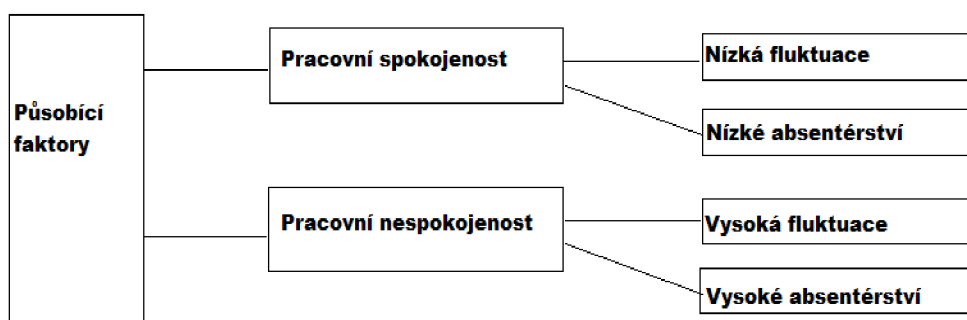 Působící
faktory
Pracovní spokojenost
Nízká fluktuace
Nízké absentérství
Pracovní nespokojenost
Vysoká fluktuace
Vysoké absentérství